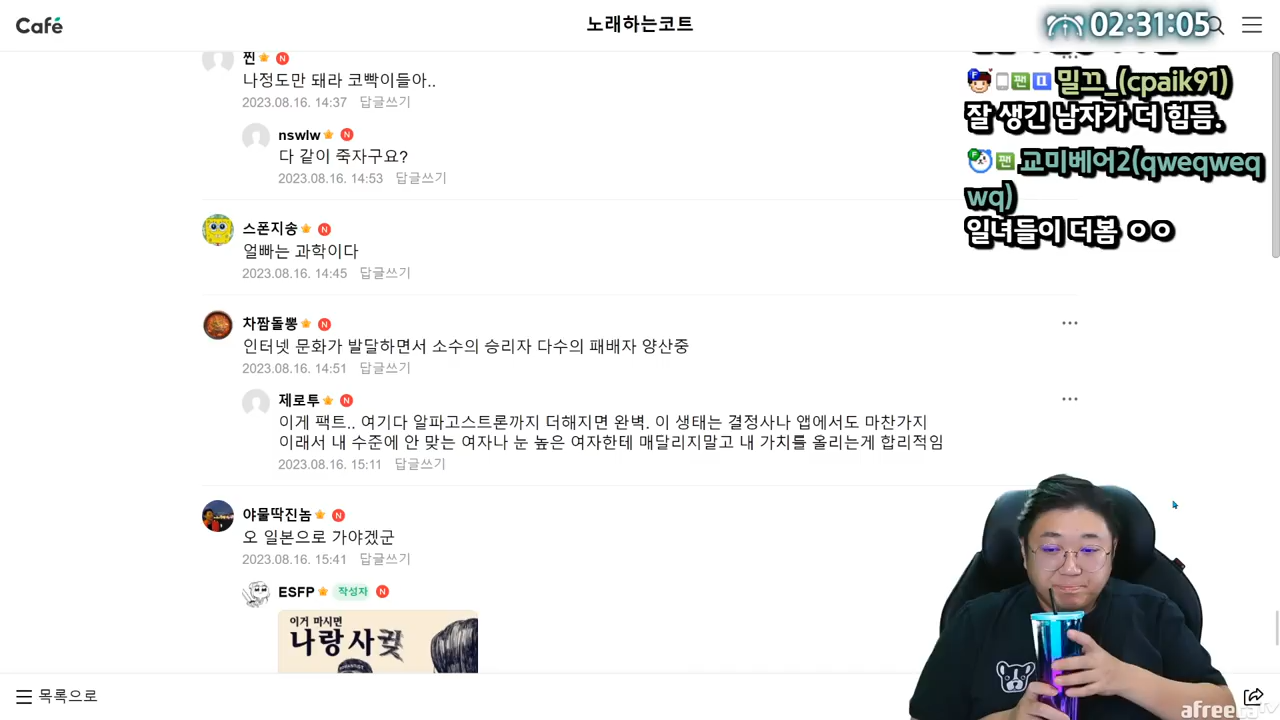 Café
노래하는코트
02:31:05
찐 N
나정도만 돼라 코빡이들아..
2023.08.16. 14:37 답글쓰기
nswlw N
다 같이 죽자구요?
2023.08.16. 14:53 답글쓰기
스폰지송 N
얼빠는 과학이다
2023.08.16. 14:45 답글쓰기
차짬돌뽕 N
인터넷 문화가 발달하면서 소수의 승리자 다수의 패배자 양산중
2023.08.16. 14:51 답글쓰기
제로투 N
이게 팩트.. 여기다 알파고스트론까지 더해지면 완벽. 이 생태는 결정사나 앱에서도 마찬가지
이래서 내 수준에 안 맞는 여자나 눈 높은 여자한테 매달리지말고 내 가치를 올리는게 합리적임
2023.08.16. 15:11 답글쓰기
야물딱진놈 N
오 일본으로 가야겠군
2023.08.16. 15:41 답글쓰기
ESFP 작성자 N
이거 마시면
나랑 사귖
목록으로
F 팬 밀끄_(cpaik91)
잘 생긴 남자가 더 힘듬.
F 팬 교미베어2(qweqweq
wq)
일녀들이 더봄 ㅇㅇ
afreecaTV